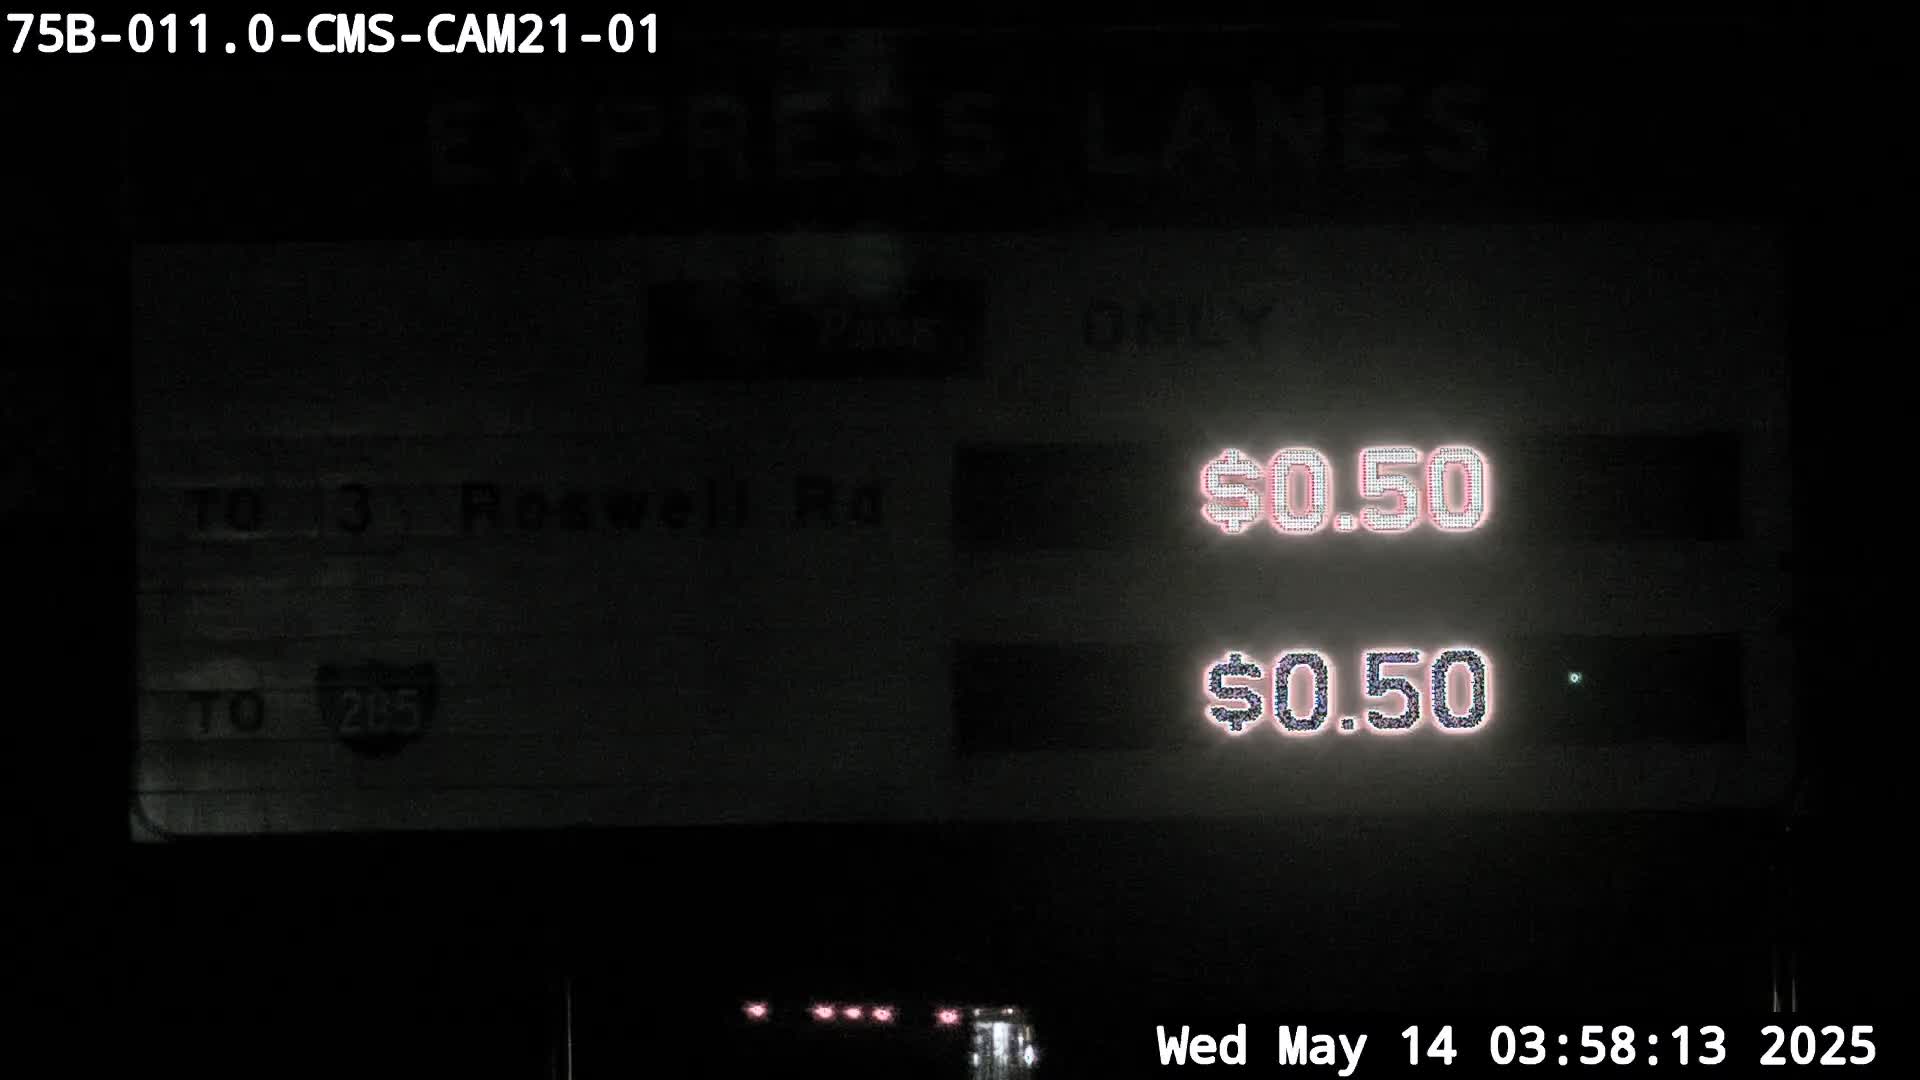 75B-011.0-CMS-CAM21-01
EXPRESS LANES
Pass ONLY
TO 3 Roswell Rd $0.50
TO 285 $0.50
Wed May 14 03:58:13 2025